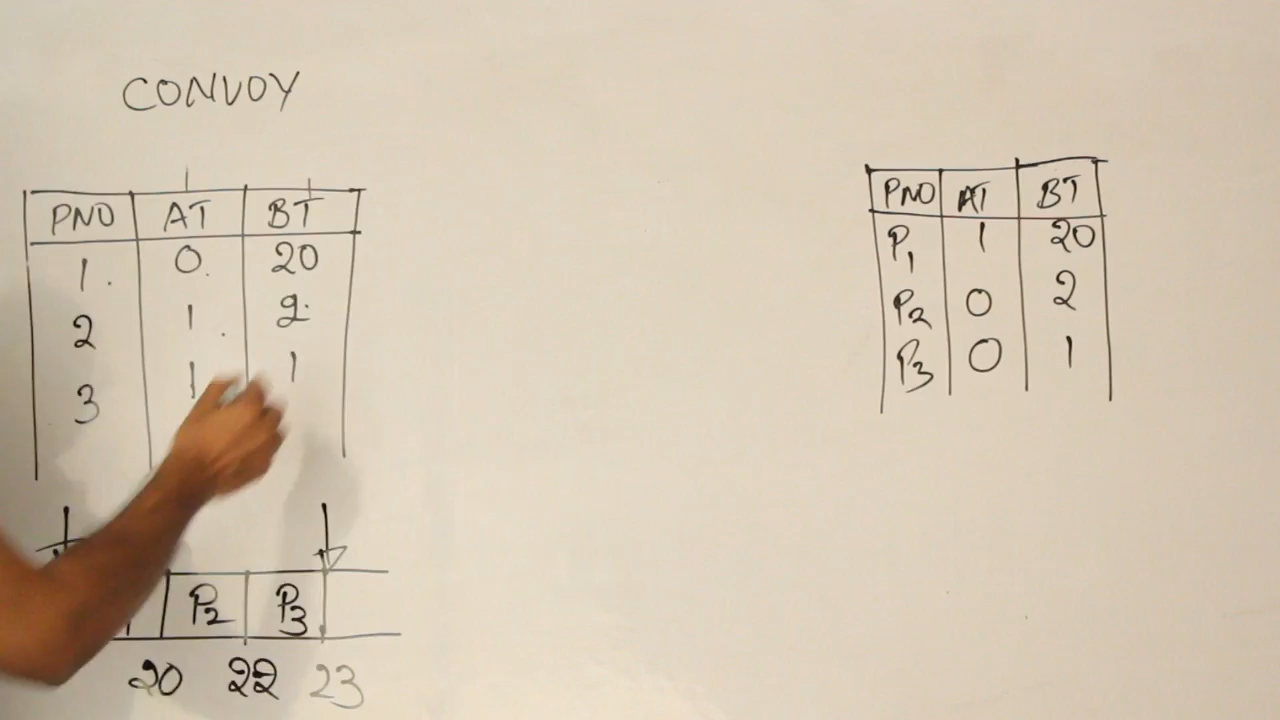 CONVOY
PNO AT BT
1 0 20
2 1 2
3 1 1
P2 P3
20 22 23
PNO AT BT
P1 1 20
P2 0 2
P3 0 1